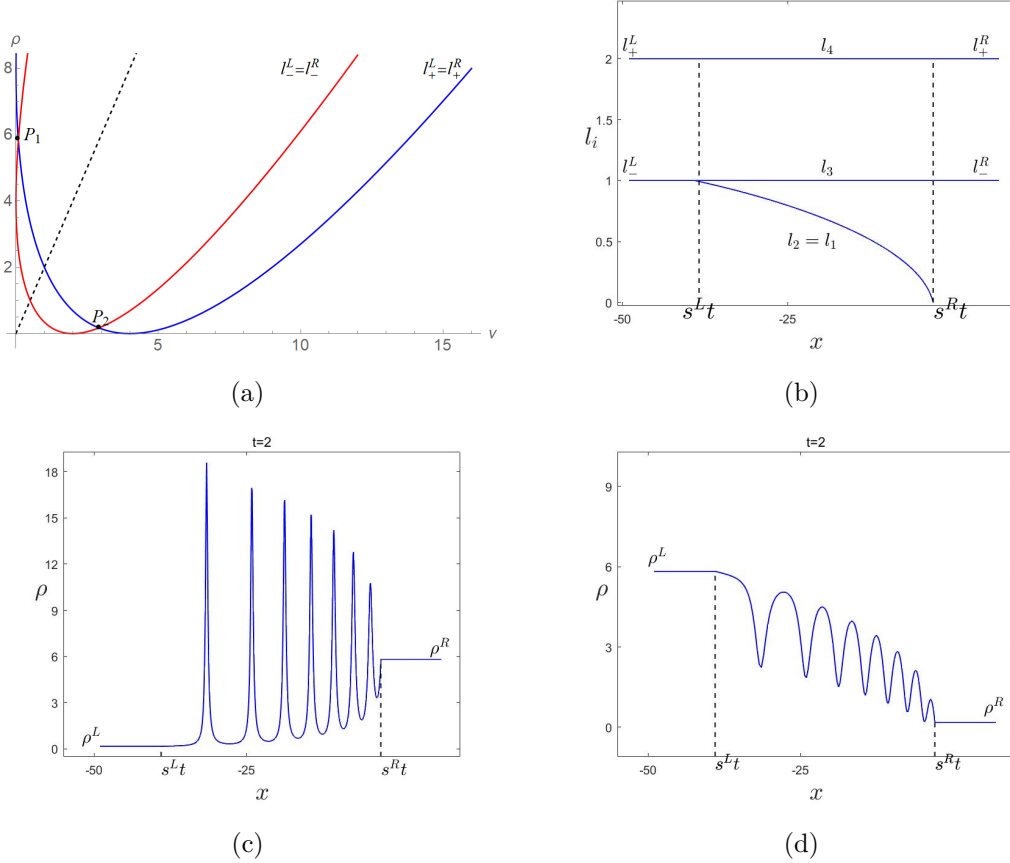 ρ
8
6
4
2
5
10
15
v
l₋ᴸ=l₋ᴿ
l₊ᴸ=l₊ᴿ
P₁
P₂
(a)
l₊ᴸ
l₄
l₊ᴿ
2
1.5
lᵢ
l₋ᴸ
l₃
l₋ᴿ
1
0.5
l₂ = l₁
0
-50
sᴸt
-25
sᴿt
x
(b)
t=2
18
15
12
ρ
9
6
ρᴿ
3
ρᴸ
0
-50
sᴸt
-25
sᴿt
x
(c)
t=2
9
ρᴸ
6
ρ
3
ρᴿ
0
-50
sᴸt
-25
sᴿt
x
(d)